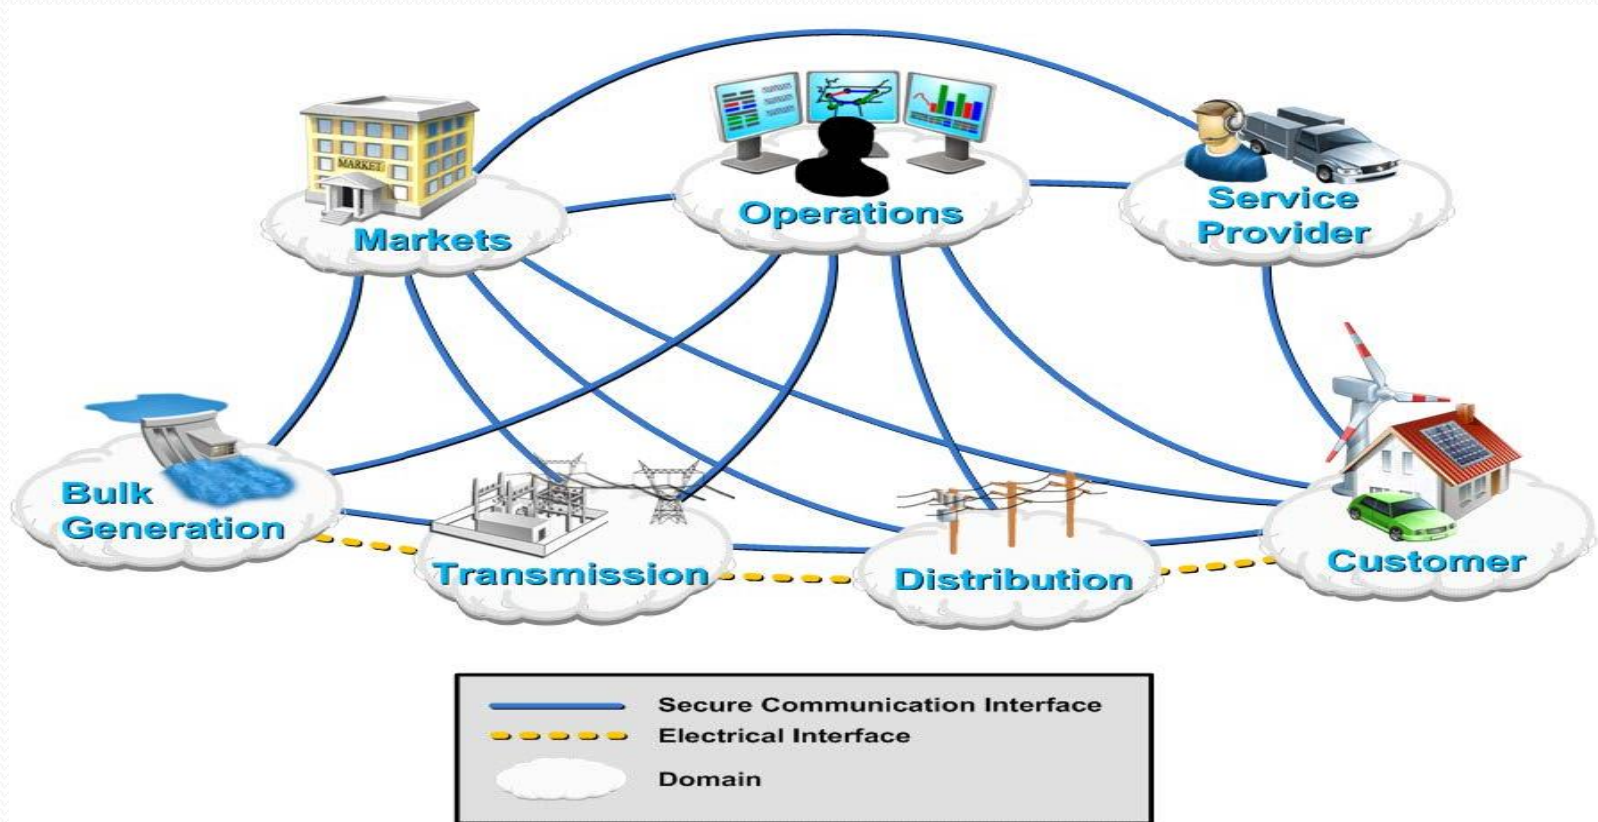 MARKET
Markets
Operations
Service
Provider
Bulk
Generation
Transmission
Distribution
Customer
Secure Communication Interface
Electrical Interface
Domain